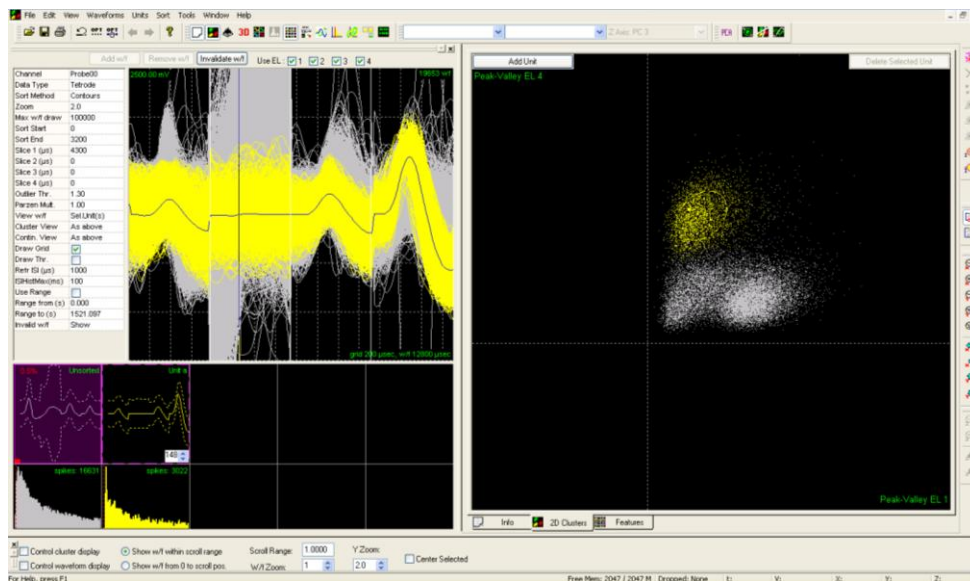 File Edit View Waveforms Units Sort Tools Window Help
3D Z Axis: PC 3 PER
Add w/f Remove w/f Invalidate w/f Use EL: 1 2 3 4
Add Unit Delete Selected Unit
2500.00 mV 19653 wf
Peak-Valley EL 4
Channel Probe00
Data Type Tetrode
Sort Method Contours
Zoom 2.0
Max. w/f draw 100000
Sort Start 0
Sort End 3200
Slice 1 (µs) 4300
Slice 2 (µs) 0
Slice 3 (µs) 0
Slice 4 (µs) 0
Outlier Thr. 1.30
Parzen Mult. 1.00
View w/f Sel.Unit(s)
Cluster View As above
Contin. View As above
Draw Grid
Draw Thr.
Refr ISI (µs) 1000
ISIHistMax(ms) 100
Use Range
Range from (s) 0.000
Range to (s) 1521.097
Invalid w/f Show
grid 200 µsec, w/f 12800 µsec
Unsorted Unit a
148
spikes: 16631 spikes: 3022
Peak-Valley EL 1
Info 2D Clusters Features
Control cluster display Show w/f within scroll range Scroll Range: 1.0000 Y Zoom: Center Selected
Control waveform display Show w/f from 0 to scroll pos. W/f Zoom: 1 2.0
For Help, press F1 Free Mem: 2047 / 2047 M Dropped: None t: V: X: Y: Z: